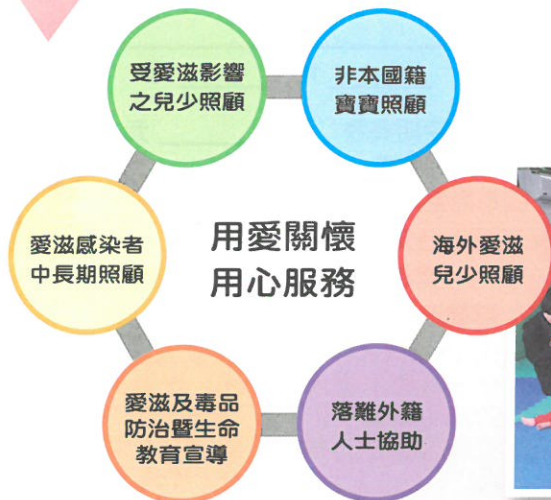 受愛滋影響
之兒少照顧
非本國籍
寶寶照顧
愛滋感染者
中長期照顧
用愛關懷
用心服務
海外愛滋
兒少照顧
愛滋及毒品
防治暨生命
教育宣導
落難外籍
人士協助